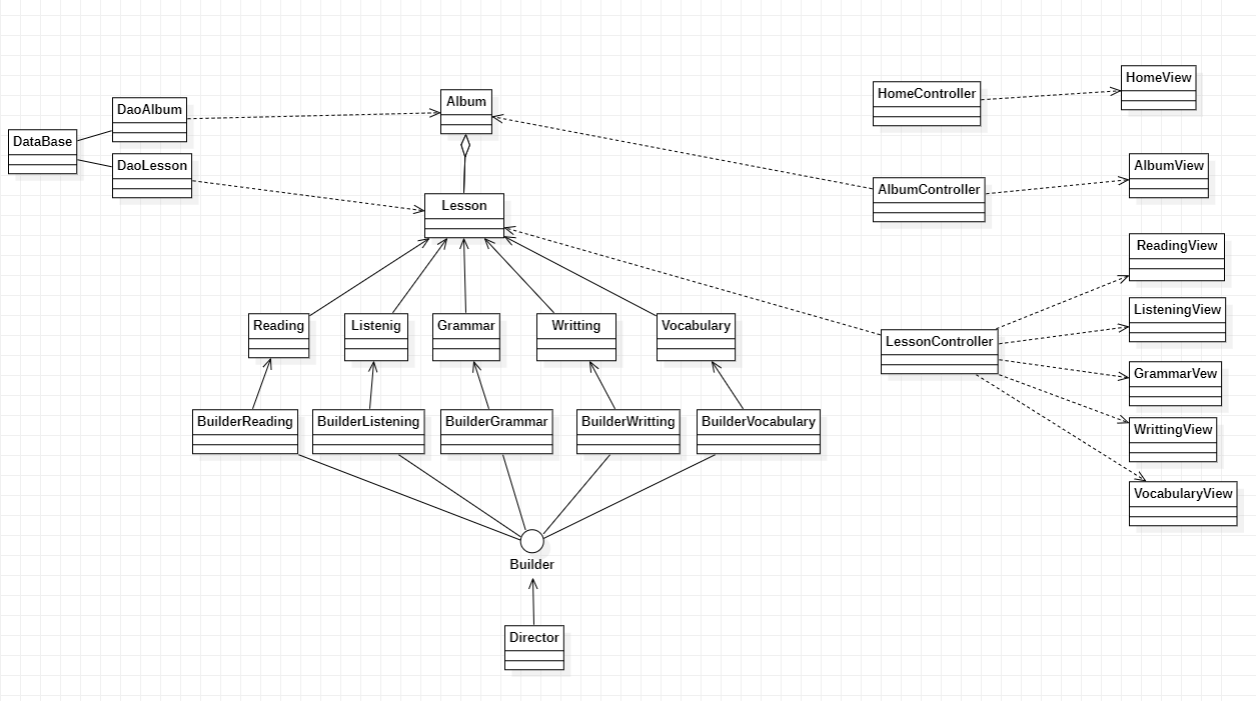 HomeView
HomeController
Album
DaoAlbum
DataBase
DaoLesson
AlbumView
AlbumController
Lesson
ReadingView
ListeningView
Reading
Listenig
Grammar
Writting
Vocabulary
LessonController
GrammarVew
BuilderReading
BuilderListening
BuilderGrammar
BuilderWritting
BuilderVocabulary
WrittingView
VocabularyView
Builder
Director